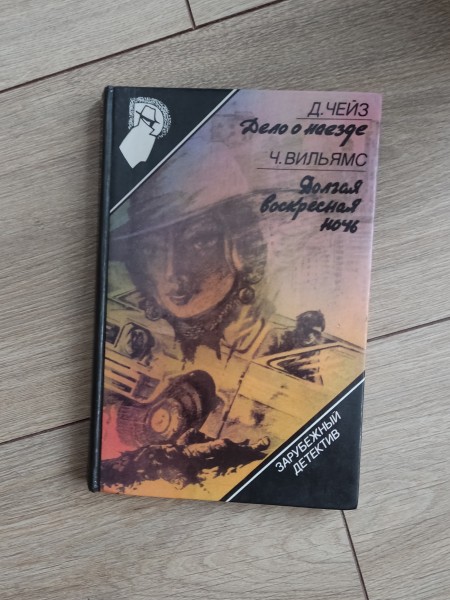 Д. ЧЕЙЗ
Дело о наезде
Ч. ВИЛЬЯМС
Долгая
воскресная
ночь
ЗАРУБЕЖНЫЙ
ДЕТЕКТИВ